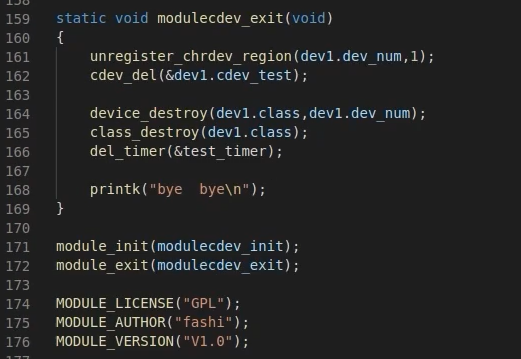 159 static void modulecdev_exit(void)
160 {
161 unregister_chrdev_region(dev1.dev_num,1);
162 cdev_del(&dev1.cdev_test);
163
164 device_destroy(dev1.class,dev1.dev_num);
165 class_destroy(dev1.class);
166 del_timer(&test_timer);
167
168 printk("bye  bye\n");
169 }
170
171 module_init(modulecdev_init);
172 module_exit(modulecdev_exit);
173
174 MODULE_LICENSE("GPL");
175 MODULE_AUTHOR("fashi");
176 MODULE_VERSION("V1.0");